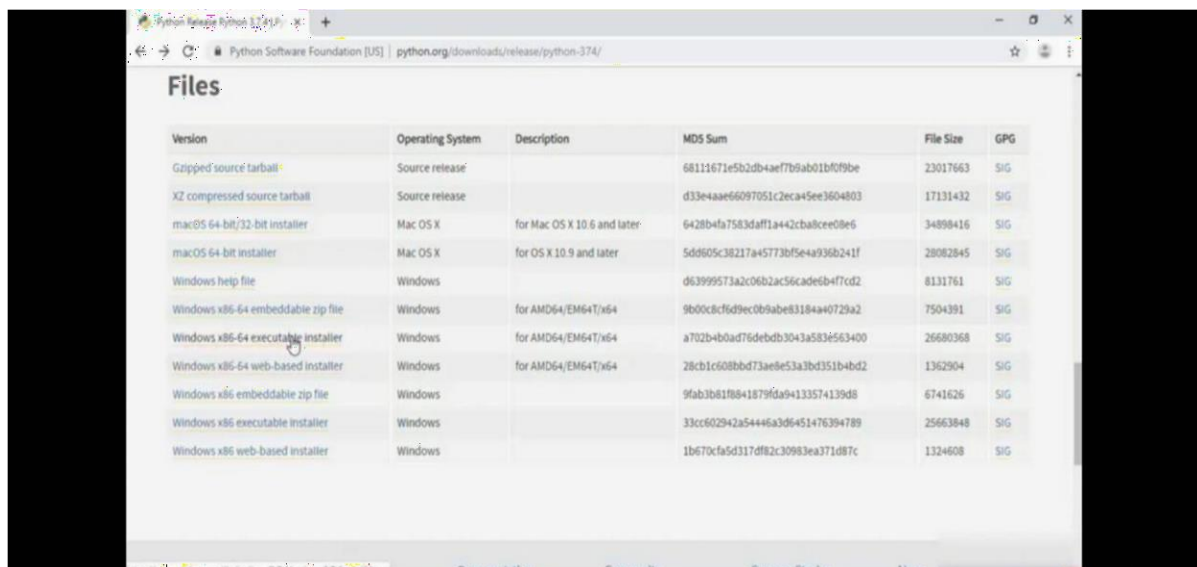 Python Release Python 3.7.4 | Py
Python Software Foundation [US] | python.org/downloads/release/python-374/
Files
Version Operating System Description MD5 Sum File Size GPG
Gzipped source tarball Source release 68111671e5b2db4aef7b9ab01bf0f9be 23017663 SIG
XZ compressed source tarball Source release d33e4aae66097051c2eca45ee3604803 17131432 SIG
macOS 64-bit/32-bit installer Mac OS X for Mac OS X 10.6 and later 6428b4fa7583daff1a442cba8cee08e6 34898416 SIG
macOS 64-bit installer Mac OS X for OS X 10.9 and later 5dd605c38217a45773bf5e4a936b241f 28082845 SIG
Windows help file Windows d63999573a2c06b2ac56cade6b4f7cd2 8131761 SIG
Windows x86-64 embeddable zip file Windows for AMD64/EM64T/x64 9b00c8cf6d9ec0b9abe83184a40729a2 7504391 SIG
Windows x86-64 executable installer Windows for AMD64/EM64T/x64 a702b4b0ad76debdb3043a583e563400 26680368 SIG
Windows x86-64 web-based installer Windows for AMD64/EM64T/x64 28cb1c608bbd73ae8e53a3bd351b4bd2 1362904 SIG
Windows x86 embeddable zip file Windows 9fab3b81f8841879fda94133574139d8 6741626 SIG
Windows x86 executable installer Windows 33cc602942a54446a3d6451476394789 25663848 SIG
Windows x86 web-based installer Windows 1b670cfa5d317df82c30983ea371d87c 1324608 SIG